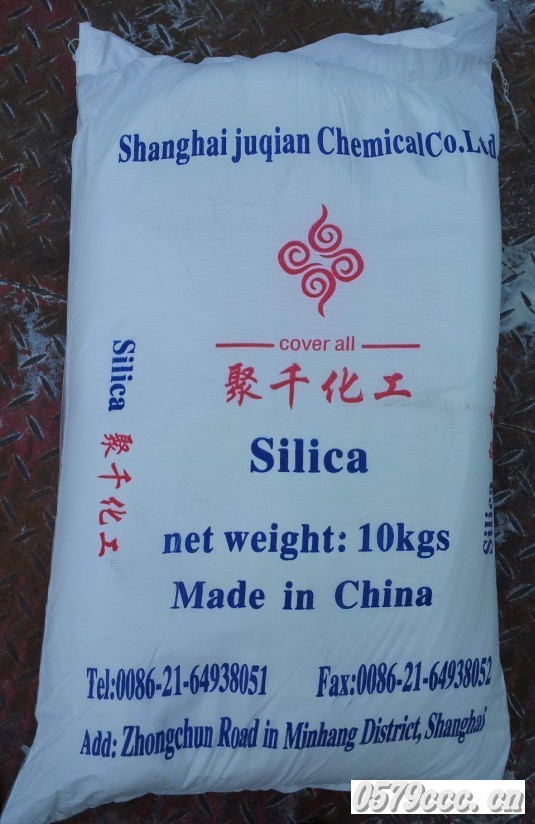 Shanghai juqian ChemicalCo.Ltd
cover all
聚千化工
Silica
Silica 聚千化工
Silica
net weight: 10kgs
Made in China
Tel:0086-21-64938051 Fax:0086-21-64938052
Add: Zhongchun Road in Minhang District, Shanghai
0579ccc.cn